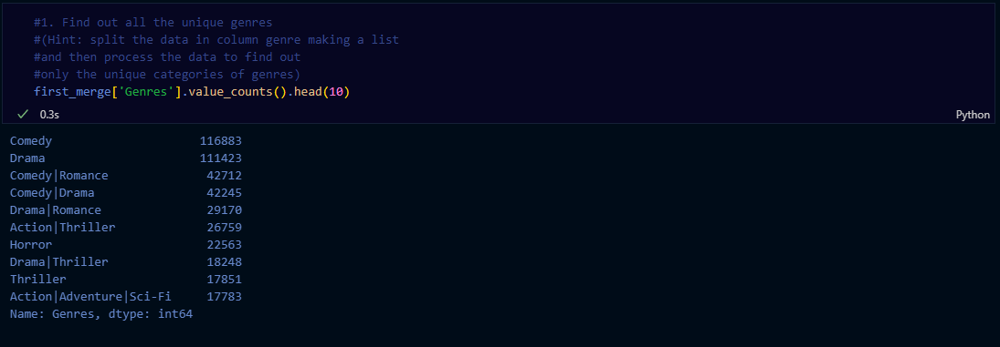 #1. Find out all the unique genres
#(Hint: split the data in column genre making a list
#and then process the data to find out
#only the unique categories of genres)
first_merge['Genres'].value_counts().head(10)
✓ 0.3s Python
Comedy 116883
Drama 111423
Comedy|Romance 42712
Comedy|Drama 42245
Drama|Romance 29170
Action|Thriller 26759
Horror 22563
Drama|Thriller 18248
Thriller 17851
Action|Adventure|Sci-Fi 17783
Name: Genres, dtype: int64